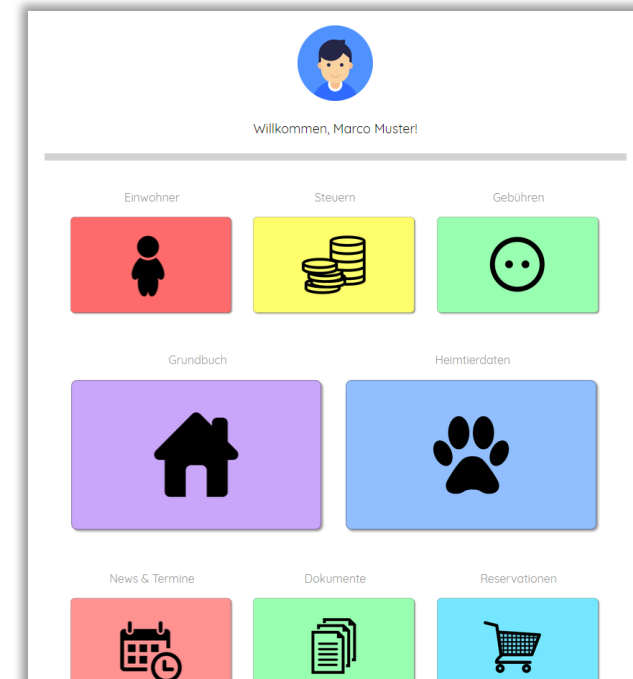 Willkommen, Marco Muster!
Einwohner
Steuern
Gebühren
Grundbuch
Heimtierdaten
News & Termine
Dokumente
Reservationen